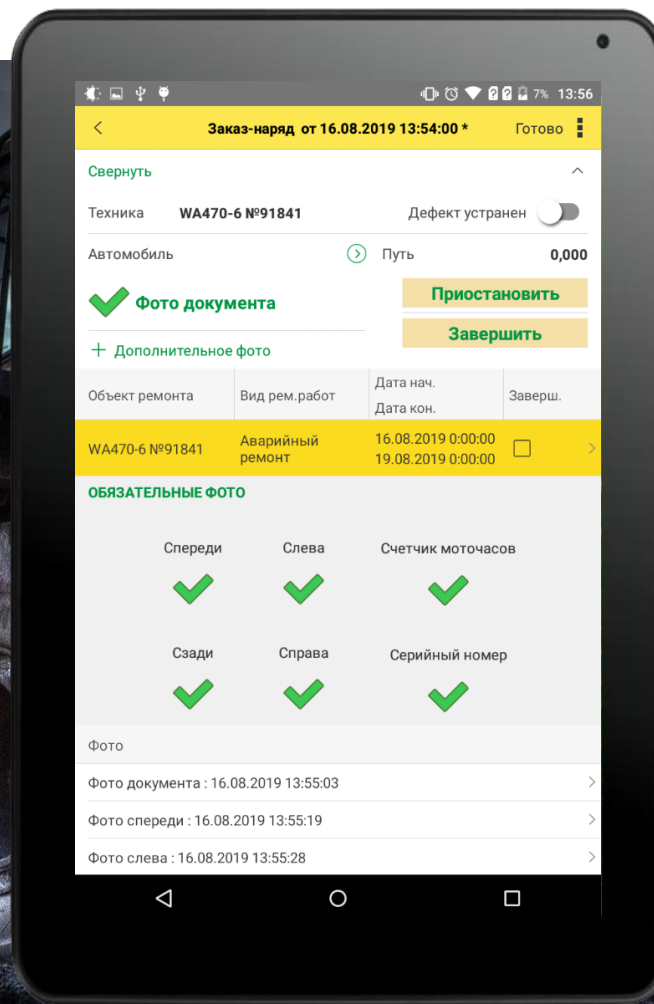 7% 13:56
Заказ-наряд от 16.08.2019 13:54:00 * Готово
Свернуть
Техника WA470-6 №91841 Дефект устранен
Автомобиль Путь 0,000
Фото документа
Приостановить
Завершить
+ Дополнительное фото
Объект ремонта Вид рем.работ Дата нач. Заверш.
Дата кон.
WA470-6 №91841 Аварийный 16.08.2019 0:00:00
ремонт 19.08.2019 0:00:00
ОБЯЗАТЕЛЬНЫЕ ФОТО
Спереди Слева Счетчик моточасов
Сзади Справа Серийный номер
Фото
Фото документа : 16.08.2019 13:55:03
Фото спереди : 16.08.2019 13:55:19
Фото слева : 16.08.2019 13:55:28